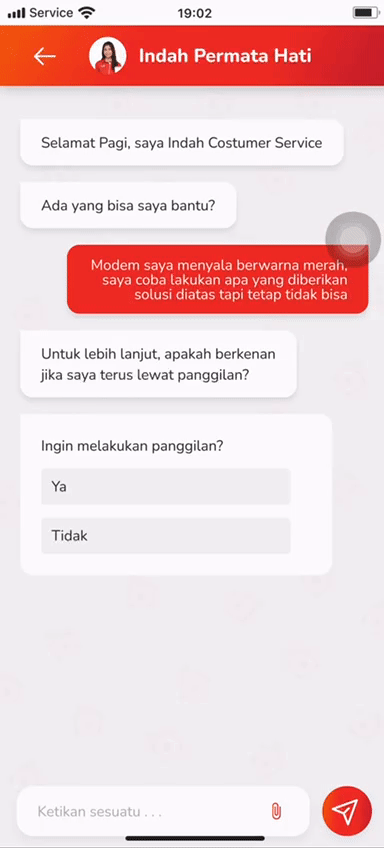 Service
19:02
Indah Permata Hati
Selamat Pagi, saya Indah Costumer Service
Ada yang bisa saya bantu?
Modem saya menyala berwarna merah,
saya coba lakukan apa yang diberikan
solusi diatas tapi tetap tidak bisa
Untuk lebih lanjut, apakah berkenan
jika saya terus lewat panggilan?
Ingin melakukan panggilan?
Ya
Tidak
Ketikan sesuatu . . .